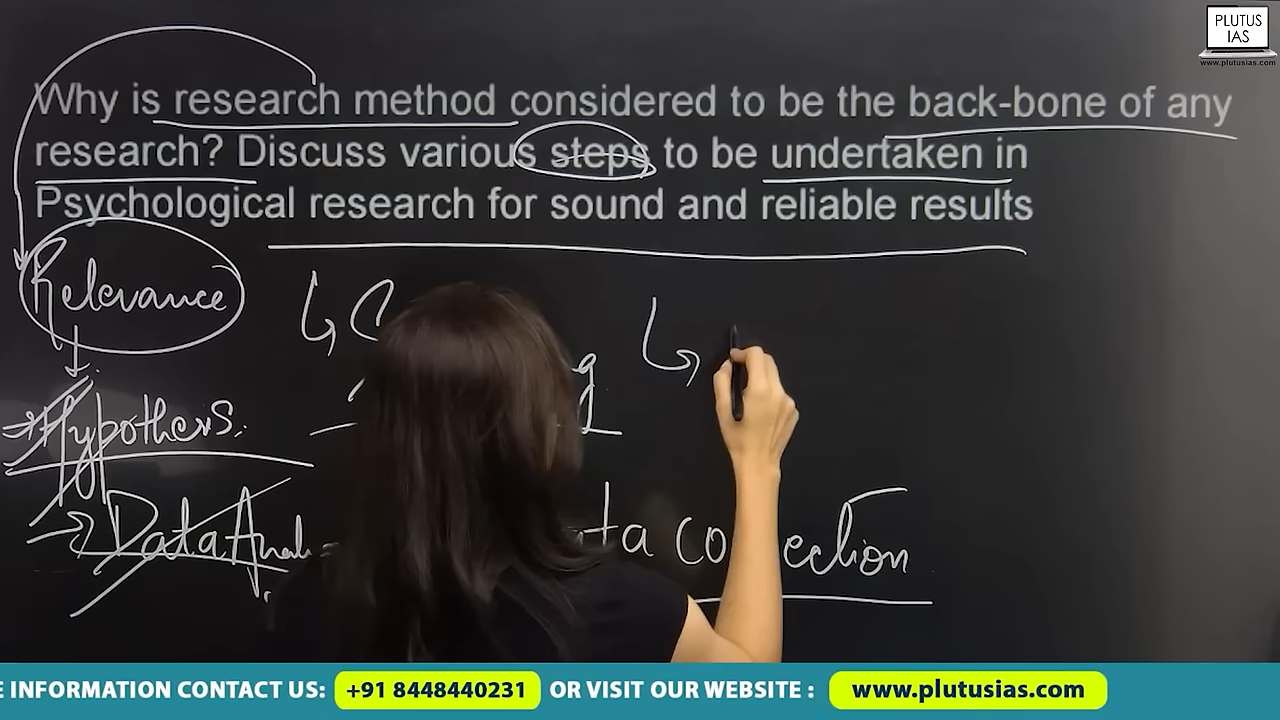 PLUTUS
IAS
www.plutusias.com
Why is research method considered to be the back-bone of any
research? Discuss various steps to be undertaken in
Psychological research for sound and reliable results
Relevance
Hypothesis.
Data
collection
E INFORMATION CONTACT US: +91 8448440231 OR VISIT OUR WEBSITE : www.plutusias.com